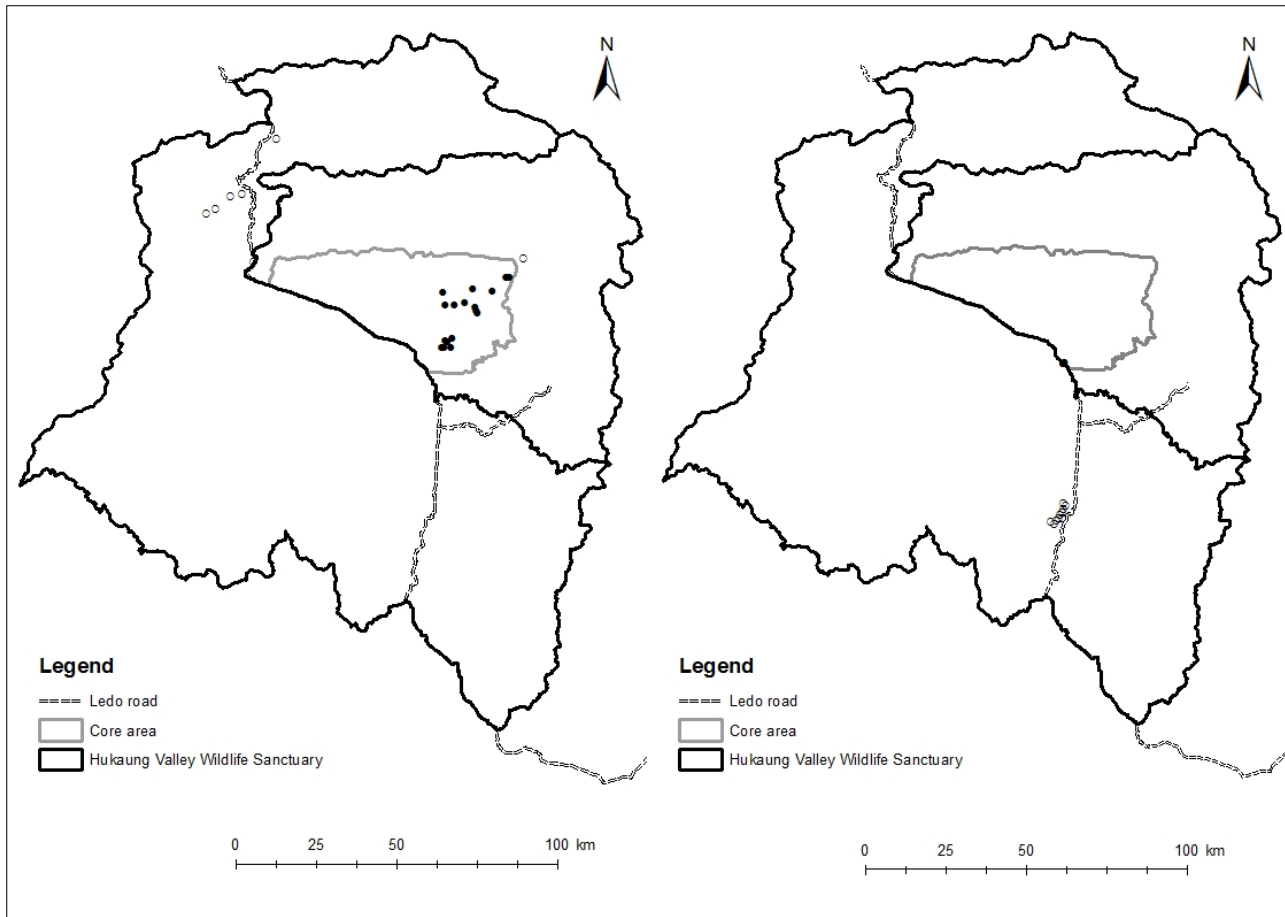 N
N
Legend
Ledo road
Core area
Hukaung Valley Wildlife Sanctuary
Legend
Ledo road
Core area
Hukaung Valley Wildlife Sanctuary
0 25 50 100 km
0 25 50 100 km